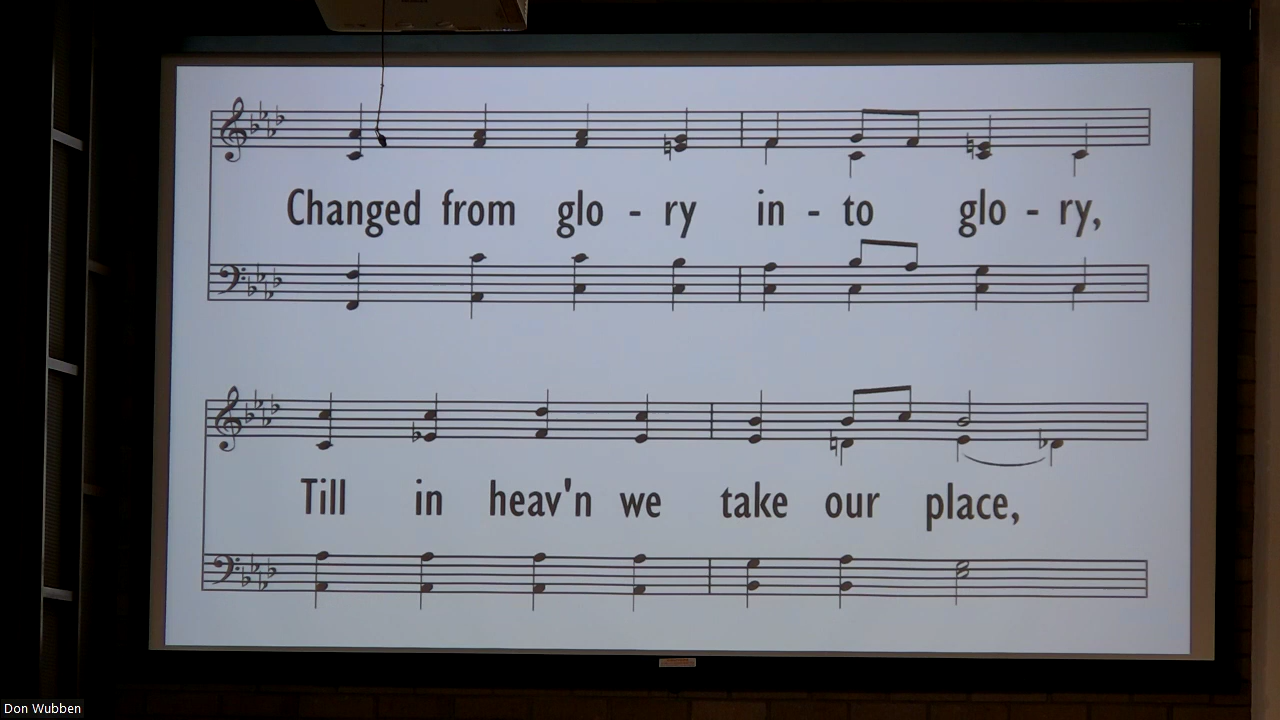 Changed from glo - ry in - to glo - ry,
Till in heav'n we take our place,
Don Wubben